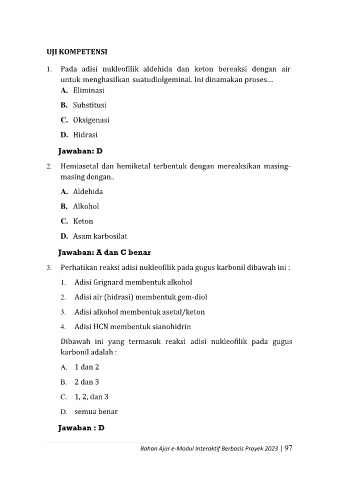 UJI KOMPETENSI
1. Pada adisi nukleofilik aldehida dan keton bereaksi dengan air
untuk menghasilkan suatudiolgeminal. Ini dinamakan proses....
A. Eliminasi
B. Substitusi
C. Oksigenasi
D. Hidrasi
Jawaban: D
2. Hemiasetal dan hemiketal terbentuk dengan mereaksikan masing-
masing dengan..
A. Aldehida
B. Alkohol
C. Keton
D. Asam karbosilat
Jawaban: A dan C benar
3. Perhatikan reaksi adisi nukleofilik pada gugus karbonil dibawah ini :
1. Adisi Grignard membentuk alkohol
2. Adisi air (hidrasi) membentuk gem-diol
3. Adisi alkohol membentuk asetal/keton
4. Adisi HCN membentuk sianohidrin
Dibawah ini yang termasuk reaksi adisi nukleofilik pada gugus
karbonil adalah :
A. 1 dan 2
B. 2 dan 3
C. 1, 2, dan 3
D. semua benar
Jawaban : D
Bahan Ajar e-Modul Interaktif Berbasis Proyek 2023 | 97